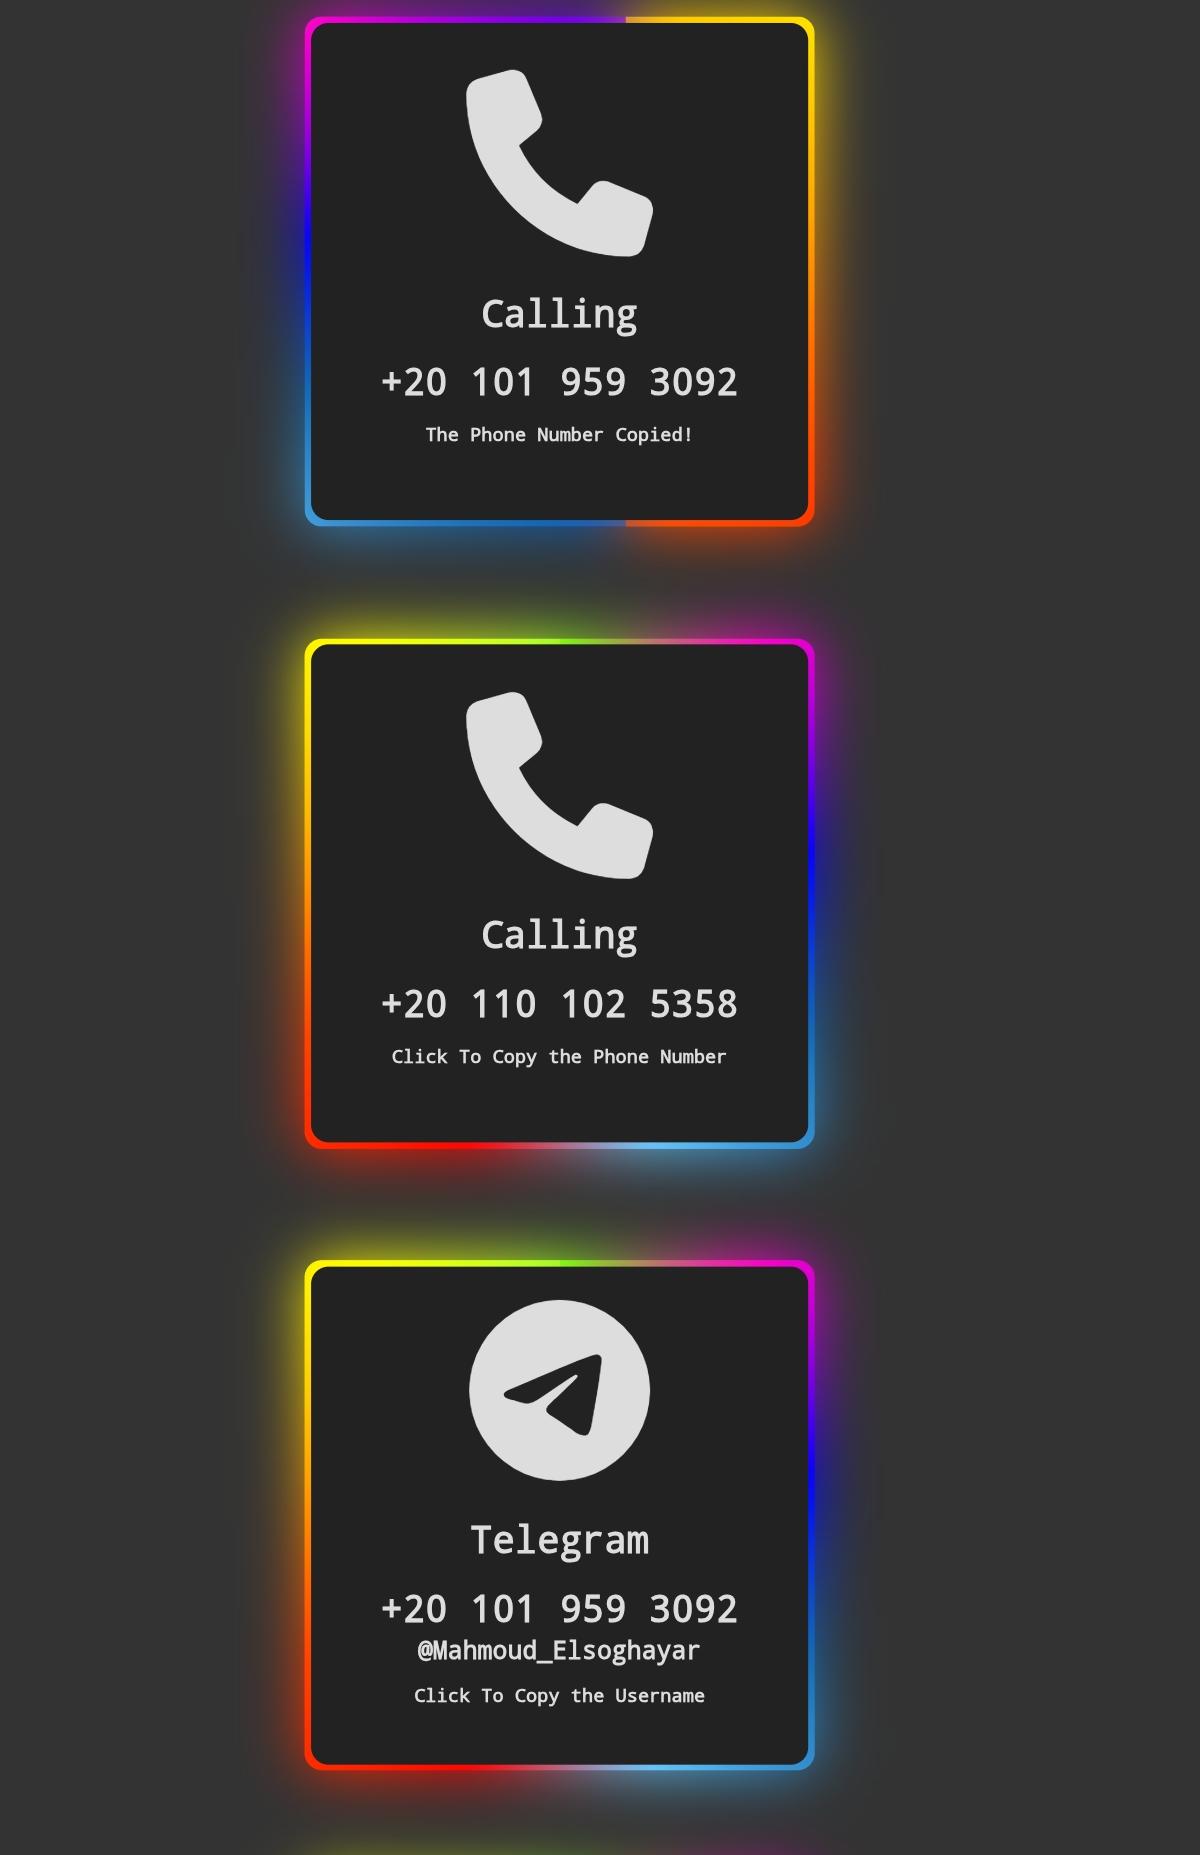 Calling
+20 101 959 3092
The Phone Number Copied!
Calling
+20 110 102 5358
Click To Copy the Phone Number
Telegram
+20 101 959 3092
@Mahmoud_Elsoghayar
Click To Copy the Username